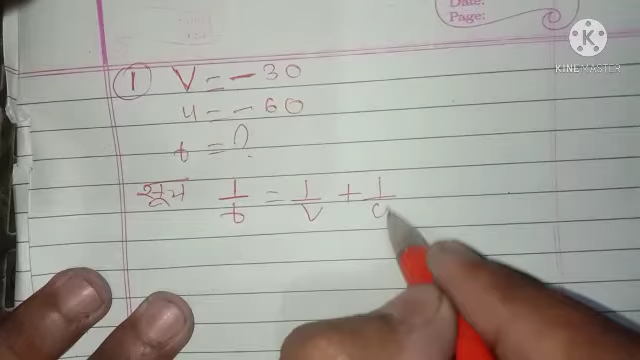 Date:
Page:
K
KINEMASTER
① V = - 30
u = - 60
f = ?
सूत्र 1/f = 1/V + 1/